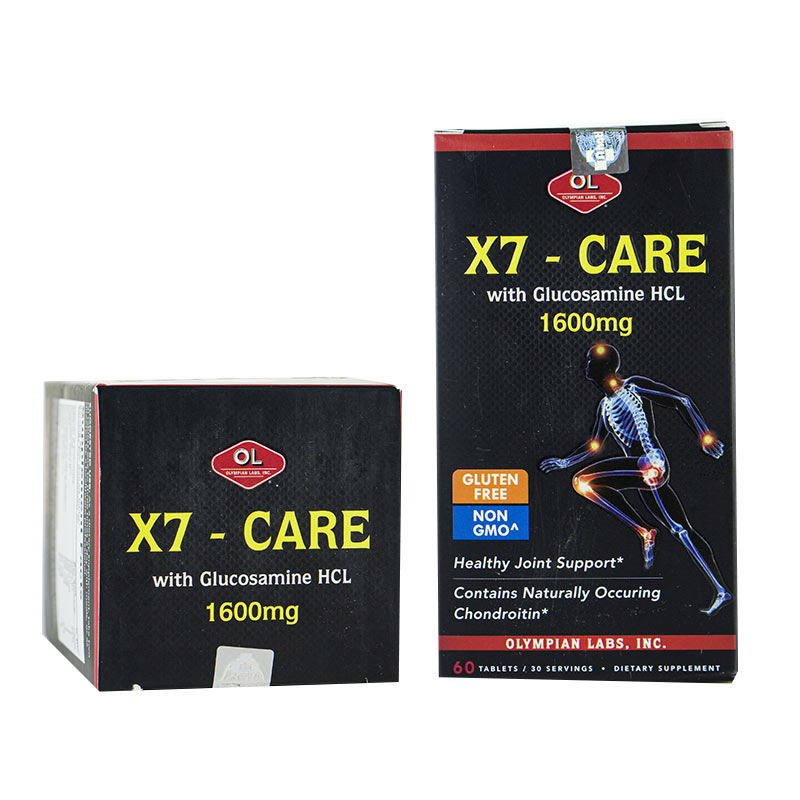 OL
OLYMPIAN LABS, INC.
X7 - CARE
with Glucosamine HCL
1600mg
OL
OLYMPIAN LABS, INC.
X7 - CARE
with Glucosamine HCL
1600mg
GLUTEN
FREE
NON
GMO^
Healthy Joint Support*
Contains Naturally Occuring
Chondroitin*
OLYMPIAN LABS, INC.
60 TABLETS / 30 SERVINGS • DIETARY SUPPLEMENT